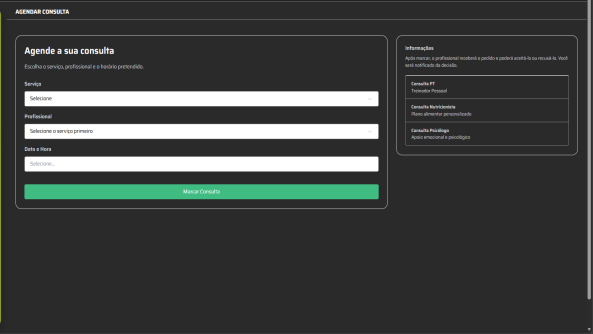 AGENDAR CONSULTA
Agende a sua consulta
Escolha o serviço, profissional e o horário pretendido.
Serviço
Selecione
Profissional
Selecione o serviço primeiro
Data e Hora
Selecione...
Marcar Consulta
Informações
Após marcar, o profissional receberá o pedido e poderá aceitá-lo ou recusá-lo. Você
será notificado da decisão.
Consulta PT
Treinador Pessoal
Consulta Nutricionista
Plano alimentar personalizado
Consulta Psicólogo
Apoio emocional e psicológico